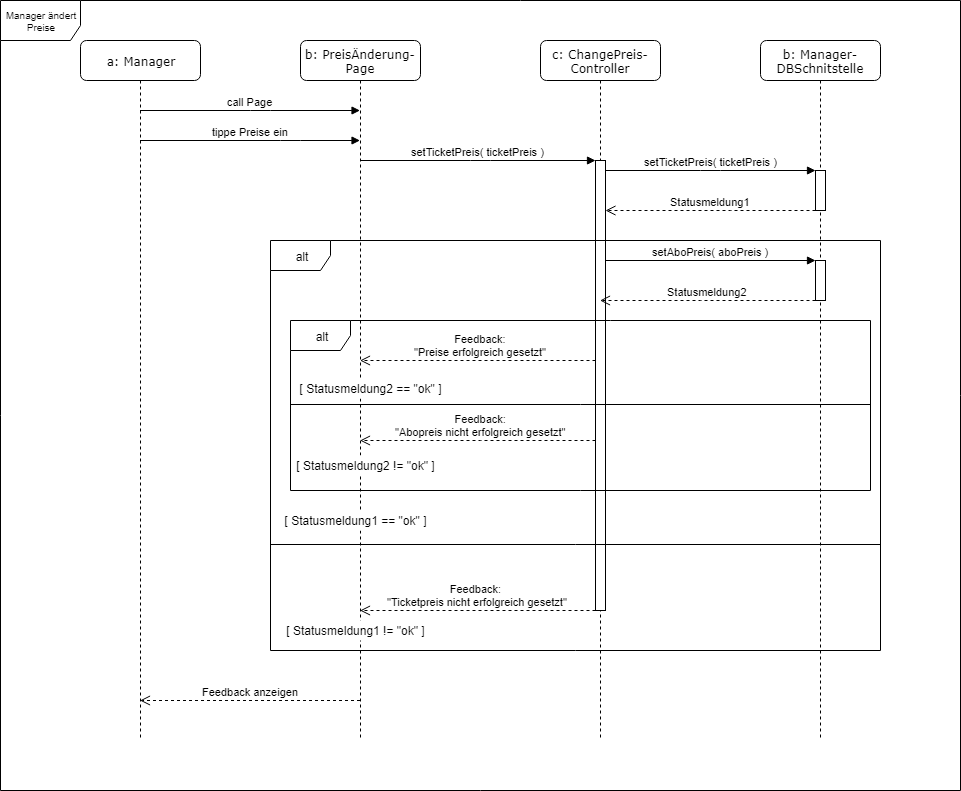 Manager ändert
Preise
a: Manager
b: PreisÄnderung-
Page
c: ChangePreis-
Controller
b: Manager-
DBSchnitstelle
call Page
tippe Preise ein
setTicketPreis( ticketPreis )
setTicketPreis( ticketPreis )
Statusmeldung1
alt
setAboPreis( aboPreis )
Statusmeldung2
alt
Feedback:
"Preise erfolgreich gesetzt"
[ Statusmeldung2 == "ok" ]
Feedback:
"Abopreis nicht erfolgreich gesetzt"
[ Statusmeldung2 != "ok" ]
[ Statusmeldung1 == "ok" ]
Feedback:
"Ticketpreis nicht erfolgreich gesetzt"
[ Statusmeldung1 != "ok" ]
Feedback anzeigen